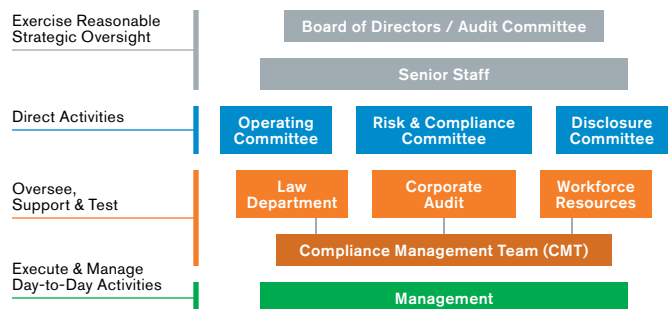 Exercise Reasonable
Strategic Oversight
Board of Directors / Audit Committee
Senior Staff
Direct Activities
Operating
Committee
Risk & Compliance
Committee
Disclosure
Committee
Oversee,
Support & Test
Law
Department
Corporate
Audit
Workforce
Resources
Compliance Management Team (CMT)
Execute & Manage
Day-to-Day Activities
Management